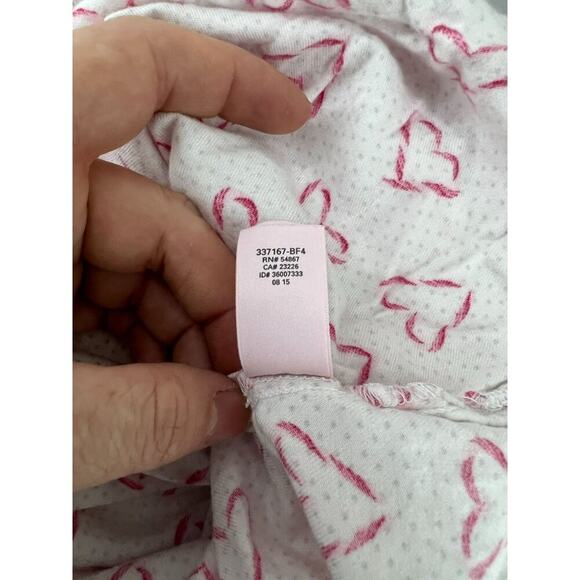 337167-BF4
RN# 54867
CA# 23226
ID# 36007333
08 15